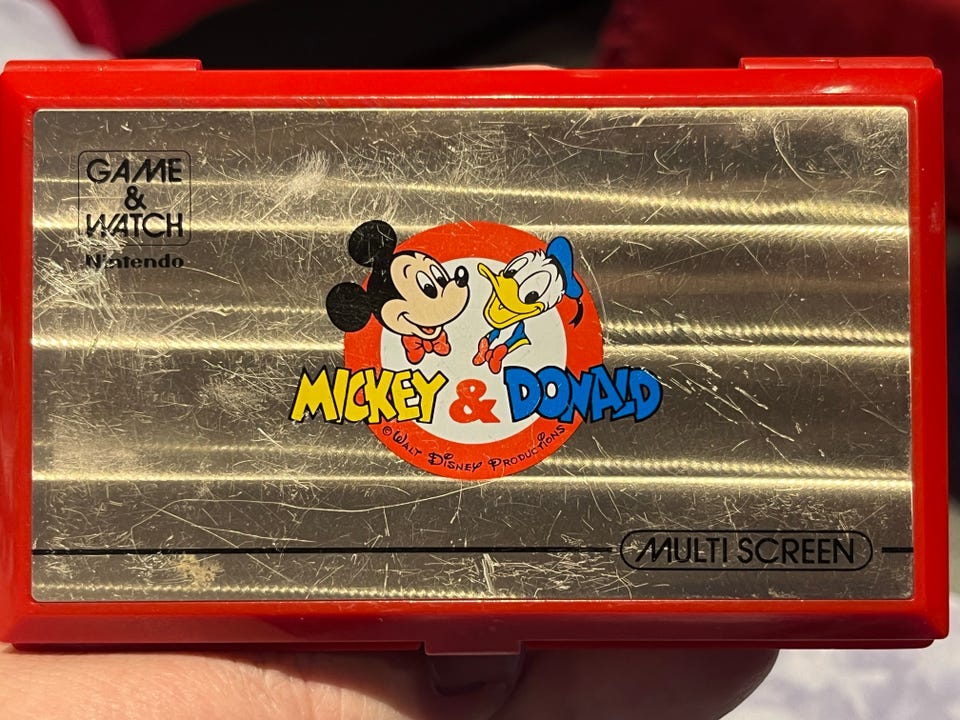 GAME
&
WATCH
Nintendo
MICKEY & DONALD
© WALT DISNEY PRODUCTIONS
MULTI SCREEN